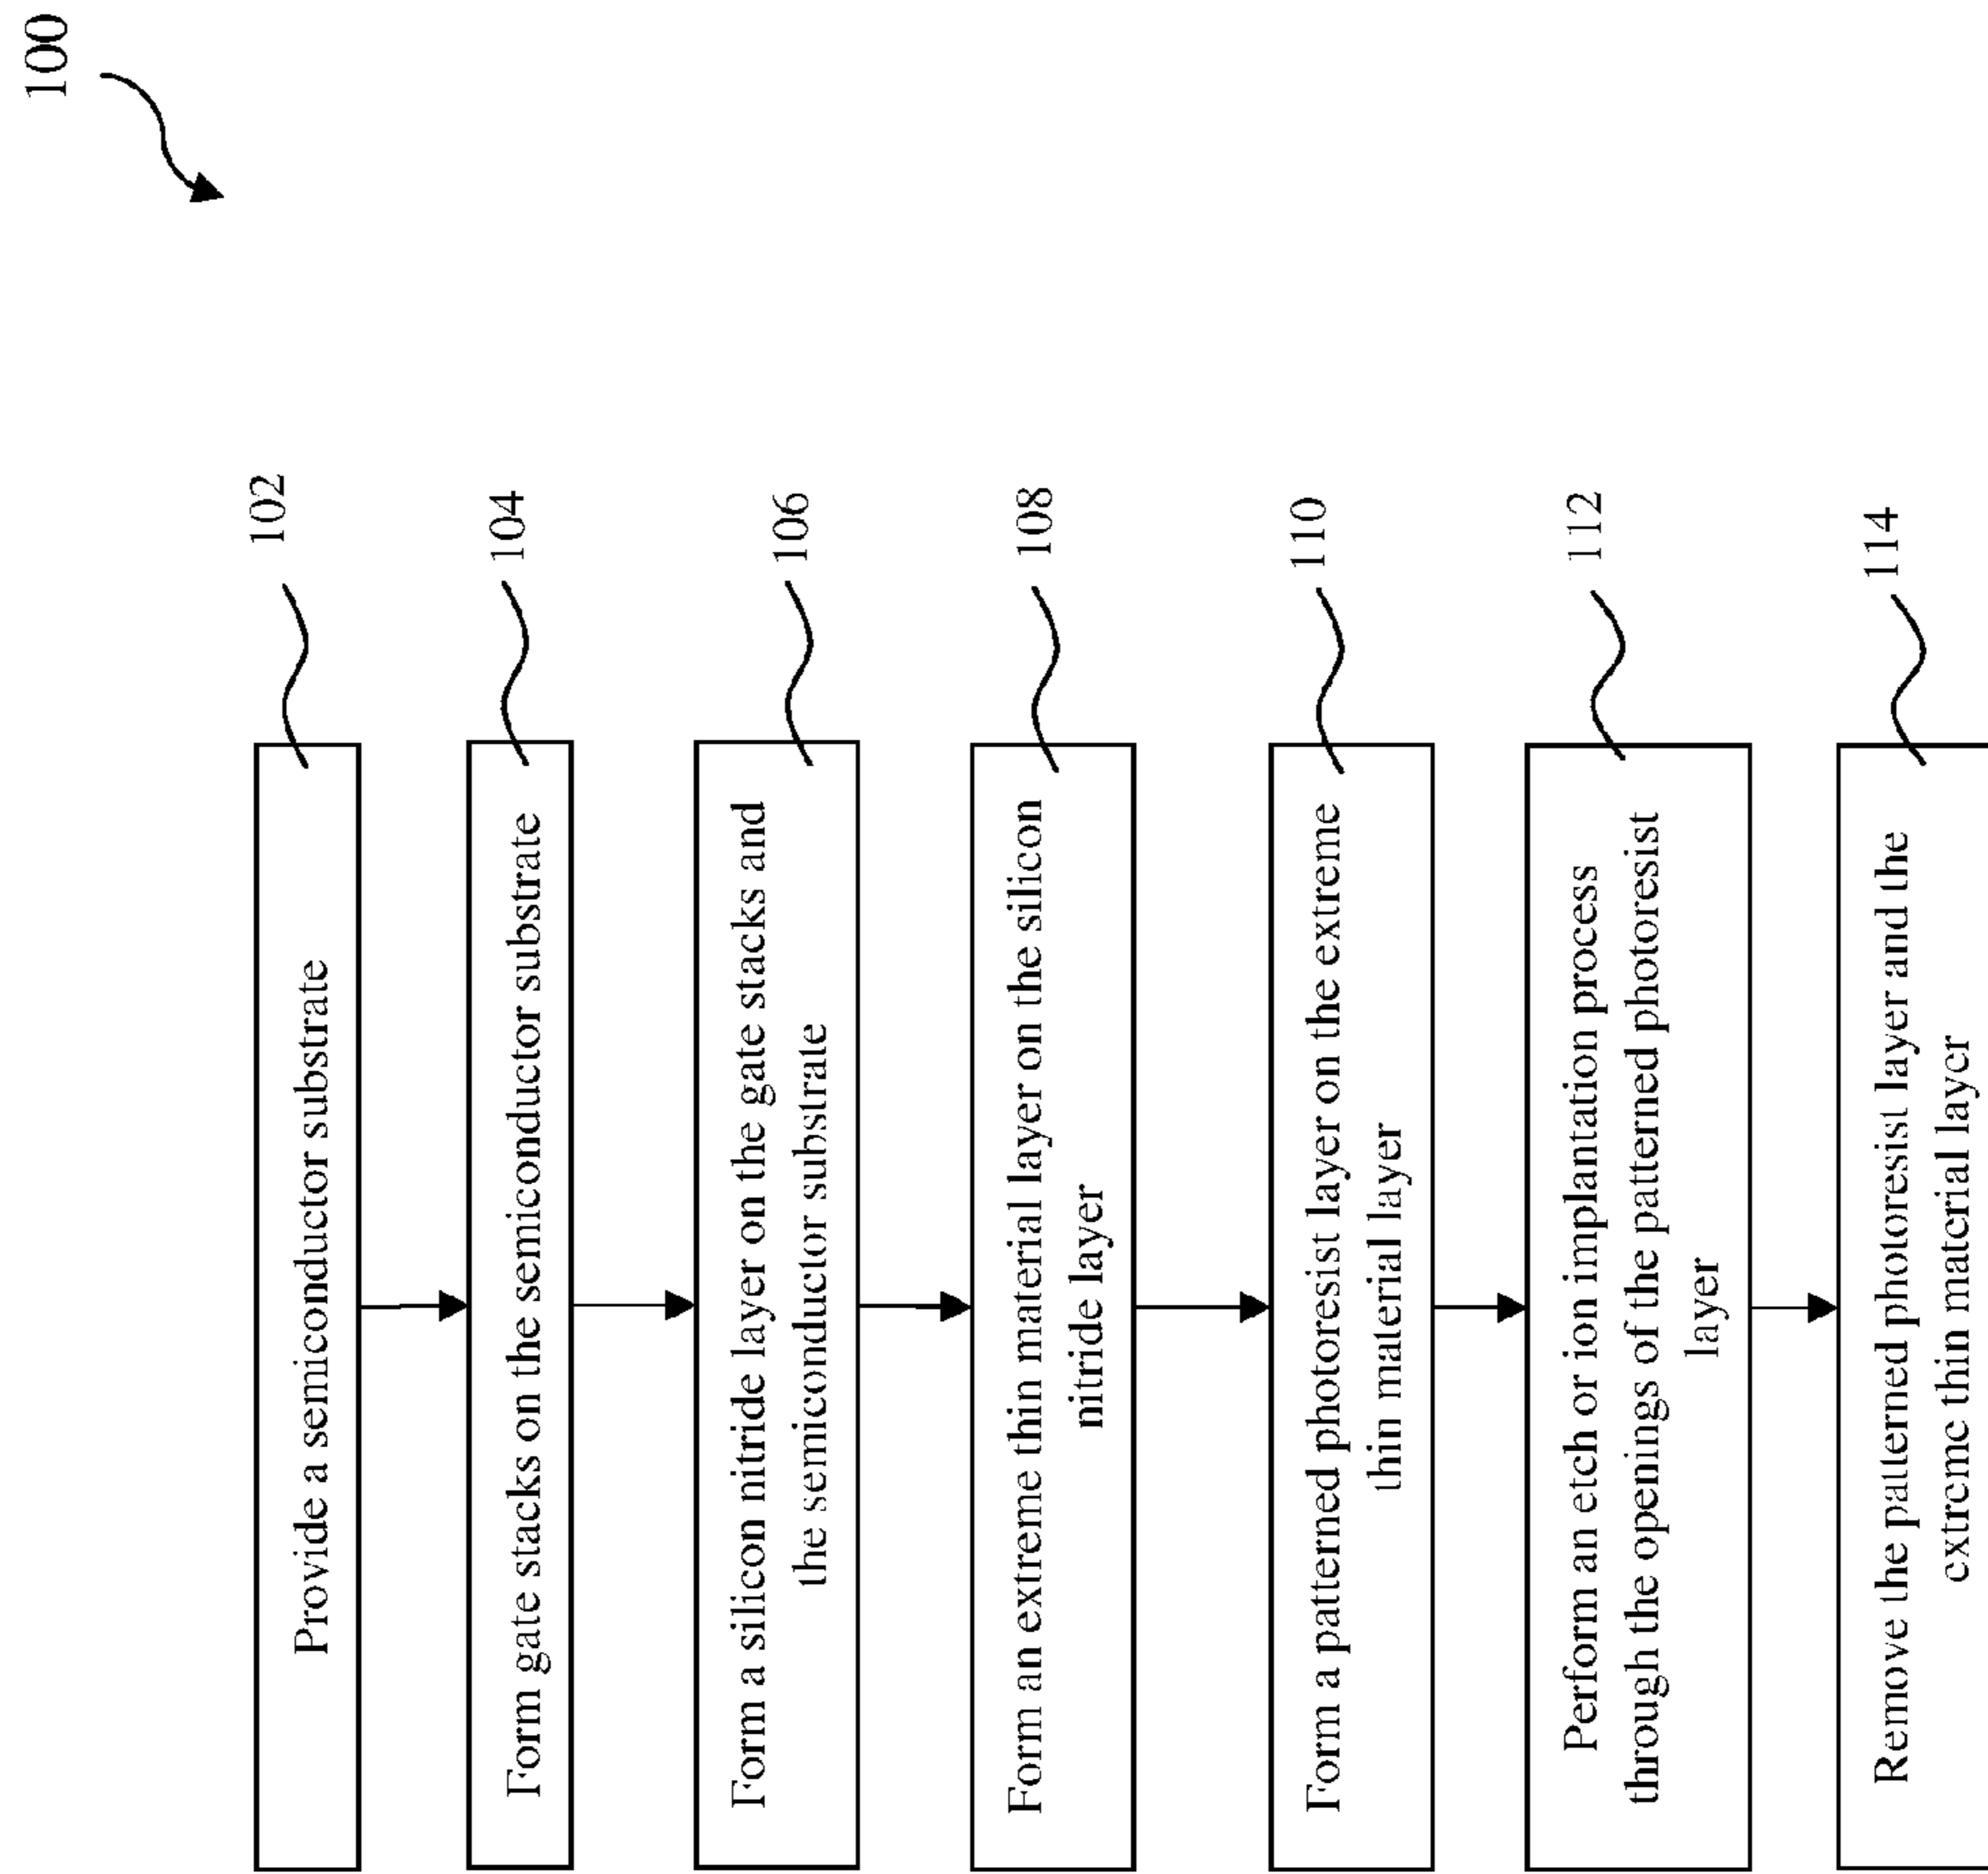 100
102
Provide a semiconductor substrate
104
Form gate stacks on the semiconductor substrate
106
Form a silicon nitride layer on the gate stacks and
the semiconductor substrate
108
Form an extreme thin material layer on the silicon
nitride layer
110
Form a patterned photoresist layer on the extreme
thin material layer
112
Perform an etch or ion implantation process
through the openings of the patterned photoresist
layer
114
Remove the patterned photoresist layer and the
extreme thin material layer